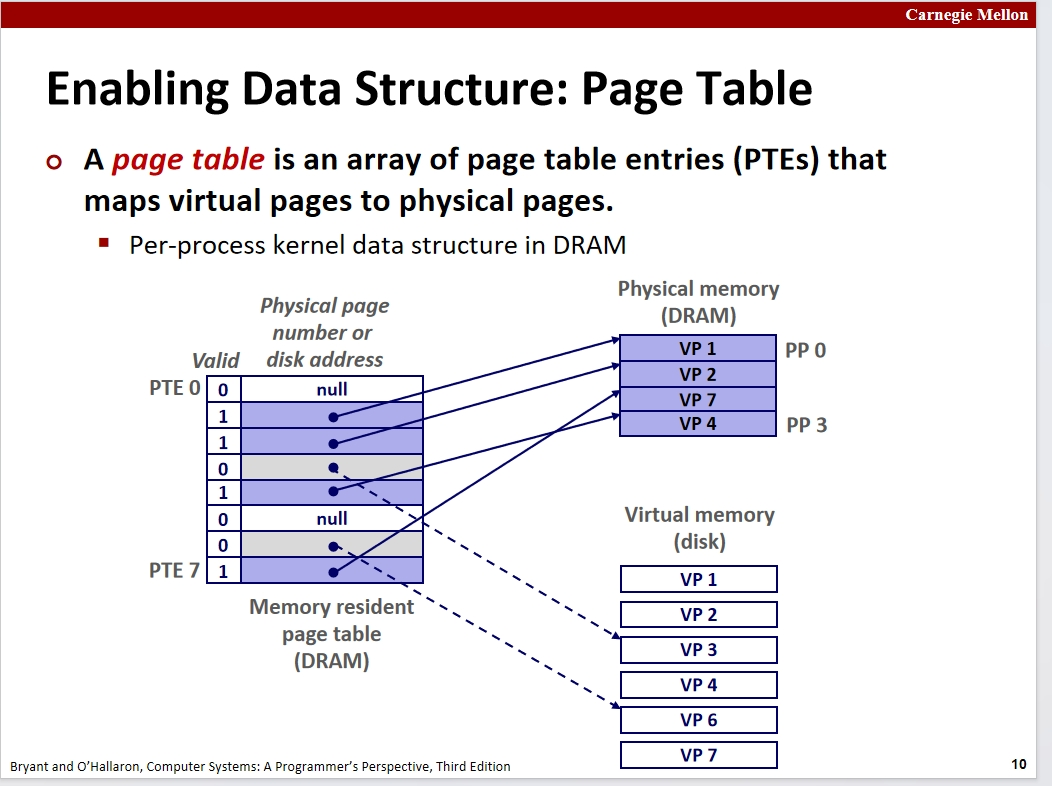 Carnegie Mellon
Enabling Data Structure: Page Table
A page table is an array of page table entries (PTEs) that
maps virtual pages to physical pages.
Per-process kernel data structure in DRAM
Physical page
number or
disk address
Valid
PTE 0
0
null
1
1
0
1
0
null
0
PTE 7
1
Memory resident
page table
(DRAM)
Physical memory
(DRAM)
VP 1
PP 0
VP 2
VP 7
VP 4
PP 3
Virtual memory
(disk)
VP 1
VP 2
VP 3
VP 4
VP 6
VP 7
Bryant and O’Hallaron, Computer Systems: A Programmer’s Perspective, Third Edition
10